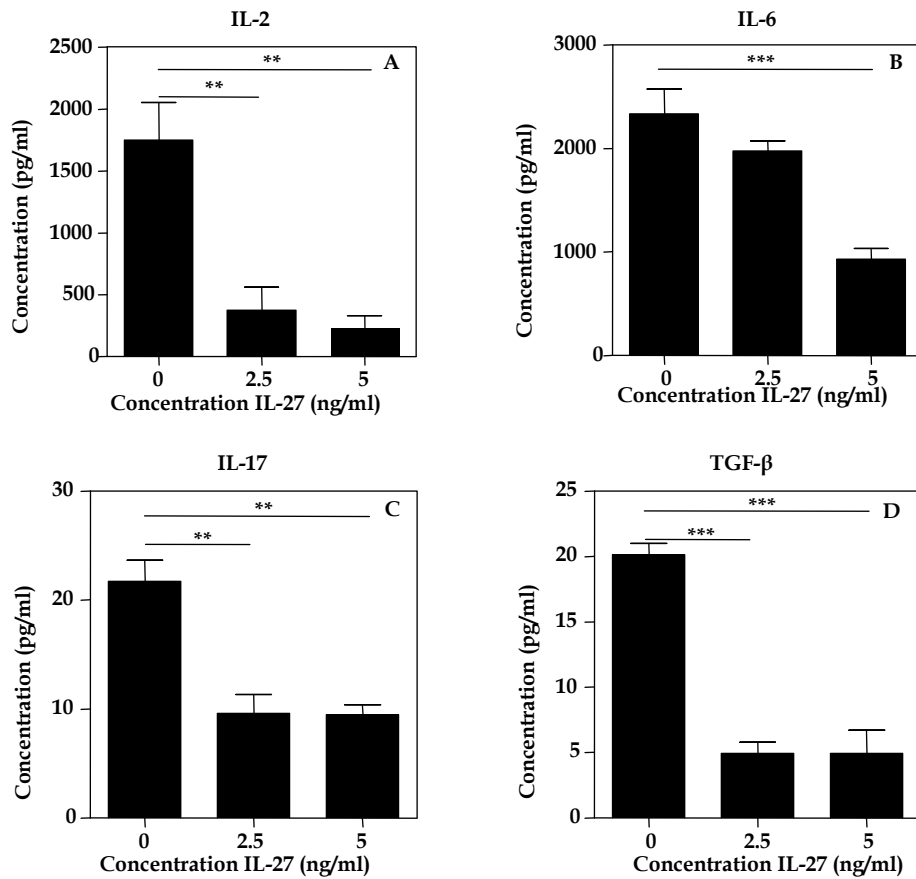 IL-2
2500
2000
1500
1000
500
0
Concentration (pg/ml)
A
**
**
0 2.5 5
Concentration IL-27 (ng/ml)
IL-6
3000
2000
1000
0
Concentration (pg/ml)
B
***
0 2.5 5
Concentration IL-27 (ng/ml)
IL-17
30
20
10
0
Concentration (pg/ml)
C
**
**
0 2.5 5
Concentration IL-27 (ng/ml)
TGF-β
25
20
15
10
5
0
Concentration (pg/ml)
D
***
***
0 2.5 5
Concentration IL-27 (ng/ml)